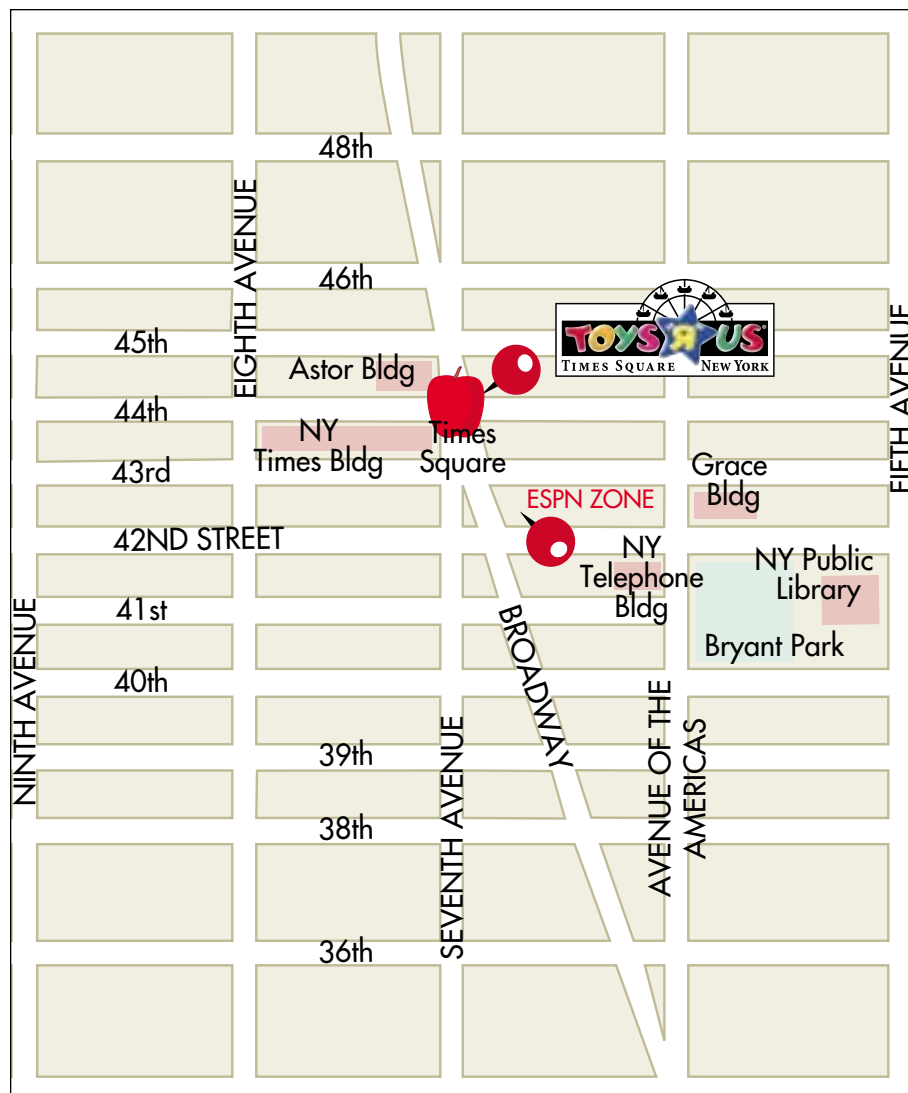 48th
EIGHTH AVENUE
46th
TOYS R US
TIMES SQUARE NEW YORK
45th
Astor Bldg
FIFTH AVENUE
44th
NY
Times Bldg
Times
Square
43rd
Grace
Bldg
ESPN ZONE
42ND STREET
NY
Telephone
Bldg
NY Public
Library
41st
Bryant Park
NINTH AVENUE
BROADWAY
40th
AVENUE OF THE
AMERICAS
SEVENTH AVENUE
39th
38th
36th